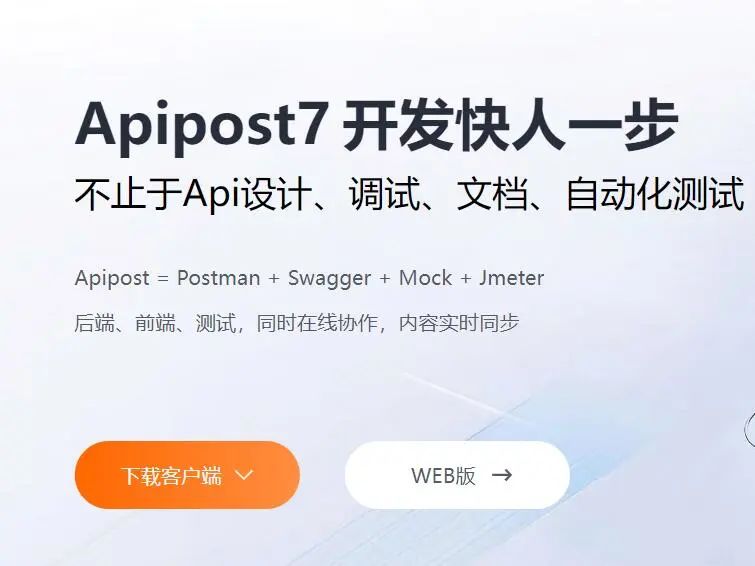 Apipost7 开发快人一步
不止于Api设计、调试、文档、自动化测试
Apipost = Postman + Swagger + Mock + Jmeter
后端、前端、测试，同时在线协作，内容实时同步
下载客户端
WEB版 →